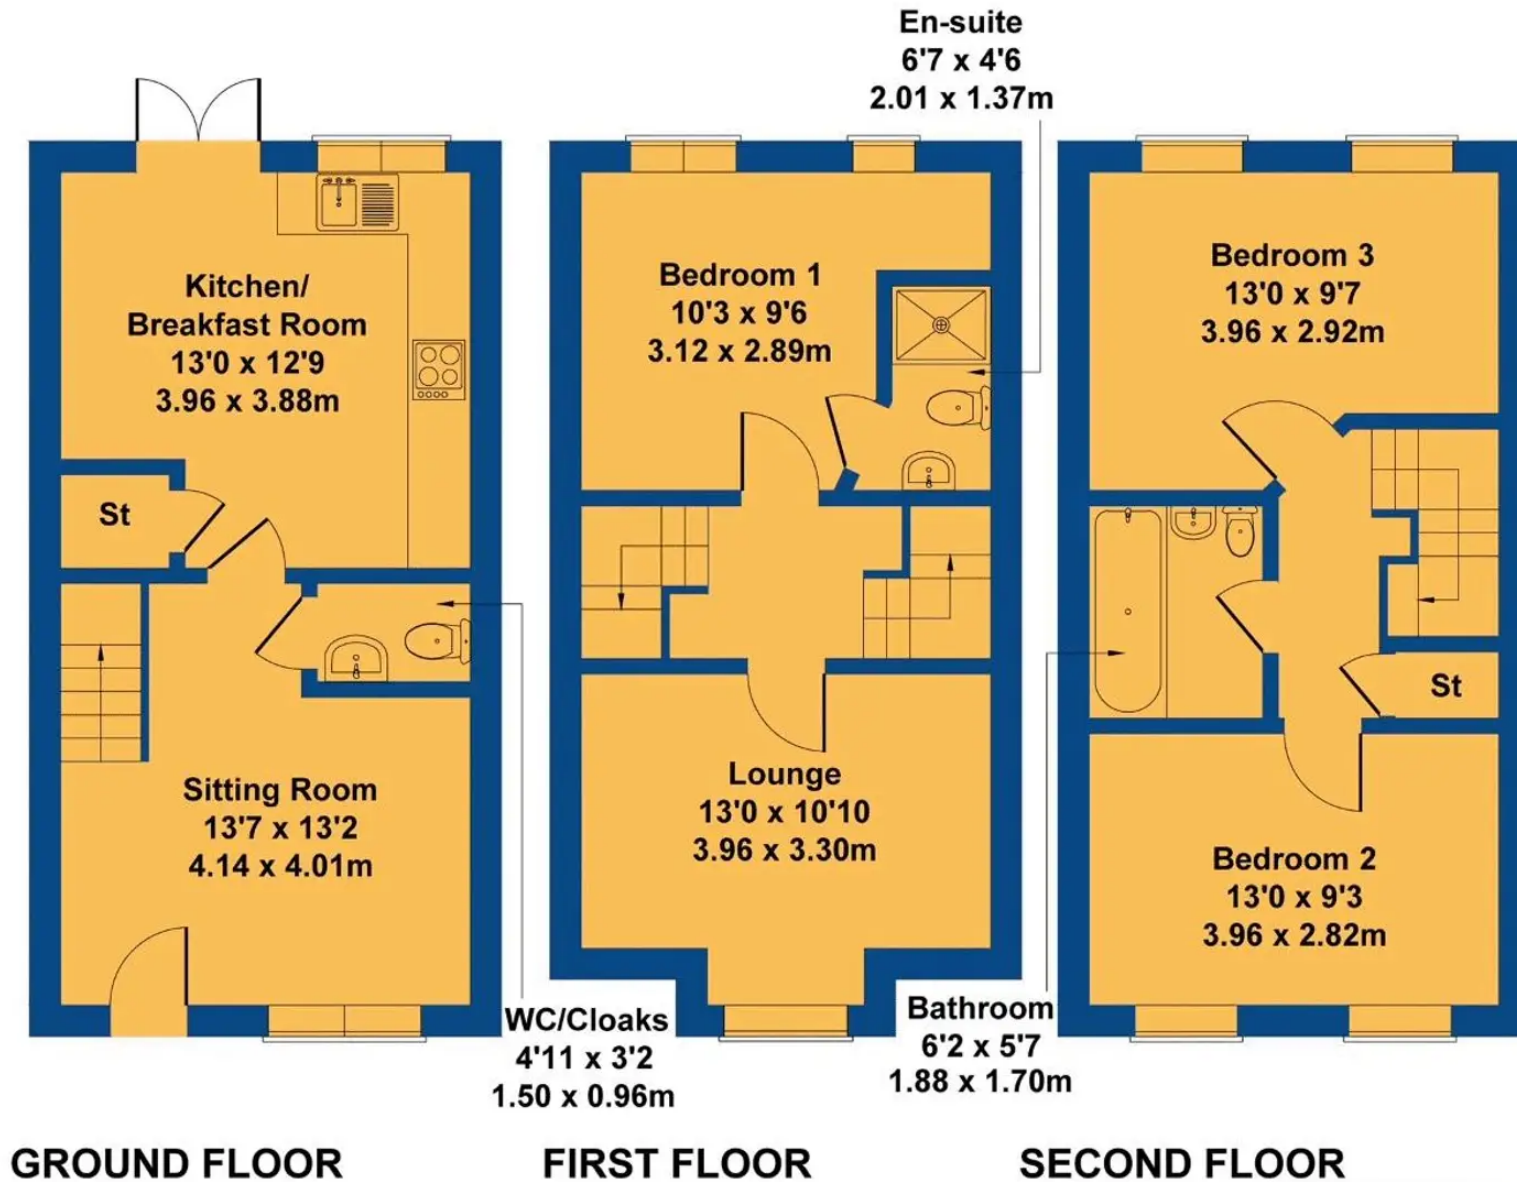 En-suite
6'7 x 4'6
2.01 x 1.37m
Kitchen/
Breakfast Room
13'0 x 12'9
3.96 x 3.88m
St
Sitting Room
13'7 x 13'2
4.14 x 4.01m
WC/Cloaks
4'11 x 3'2
1.50 x 0.96m
Bedroom 1
10'3 x 9'6
3.12 x 2.89m
Lounge
13'0 x 10'10
3.96 x 3.30m
Bedroom 3
13'0 x 9'7
3.96 x 2.92m
St
Bedroom 2
13'0 x 9'3
3.96 x 2.82m
Bathroom
6'2 x 5'7
1.88 x 1.70m
GROUND FLOOR
FIRST FLOOR
SECOND FLOOR